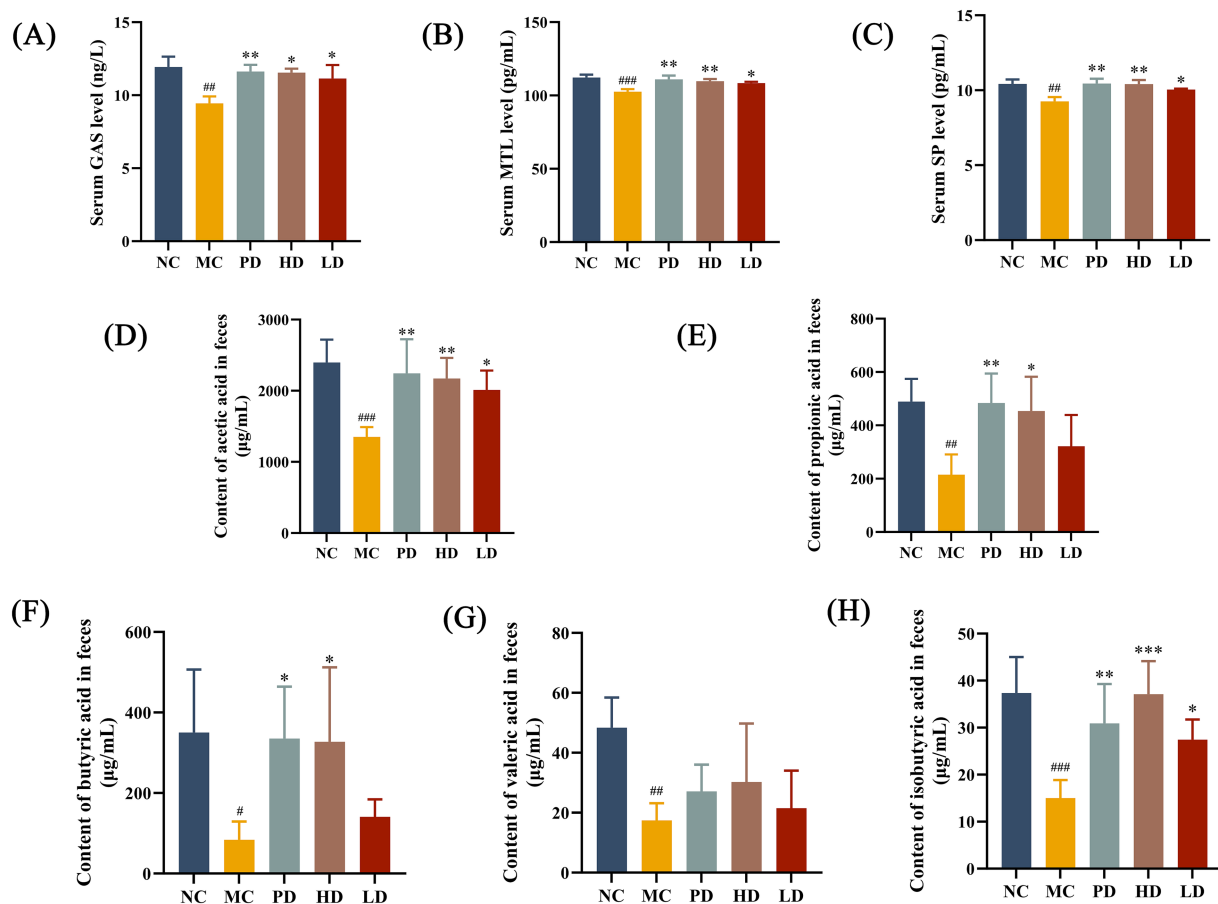 (A)
Serum GAS level (ng/L)
15
10
5
0
##
**
*
*
NC MC PD HD LD
(B)
Serum MTL level (pg/mL)
150
100
50
0
###
**
**
*
NC MC PD HD LD
(C)
Serum SP level (pg/mL)
15
10
5
0
##
**
**
*
NC MC PD HD LD
(D)
Content of acetic acid in feces
(μg/mL)
3000
2000
1000
0
###
**
**
*
NC MC PD HD LD
(E)
Content of propionic acid in feces
(μg/mL)
800
600
400
200
0
##
**
*
NC MC PD HD LD
(F)
Content of butyric acid in feces
(μg/mL)
600
400
200
0
#
*
*
NC MC PD HD LD
(G)
Content of valeric acid in feces
(μg/mL)
80
60
40
20
0
##
NC MC PD HD LD
(H)
Content of isobutyric acid in feces
(μg/mL)
50
40
30
20
10
0
###
**
***
*
NC MC PD HD LD